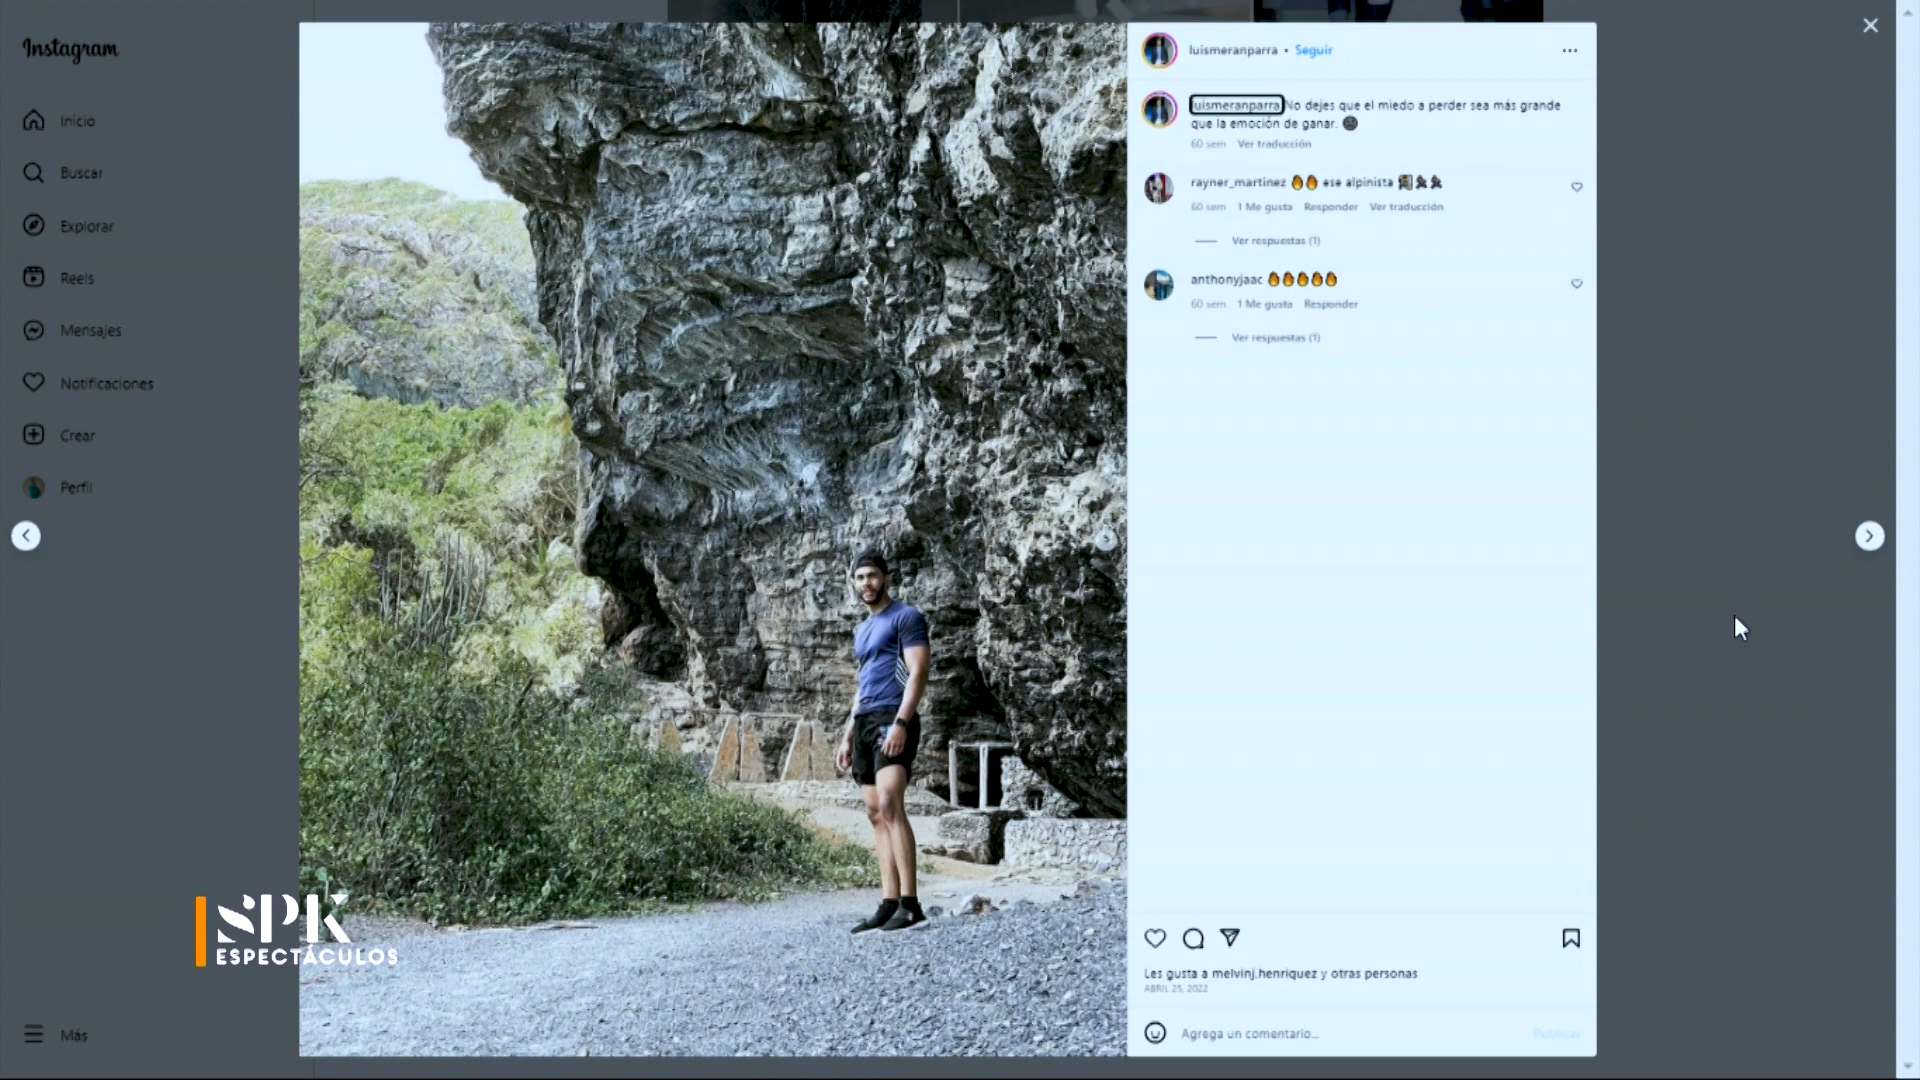 Instagram
Inicio
Buscar
Explorar
Reels
Mensajes
Notificaciones
Crear
Perfil
Más
luismeranparra • Seguir
luismeranparra No dejes que el miedo a perder sea más grande
que la emoción de ganar.
60 sem Ver traducción
rayner_martinez 🔥🔥 ese alpinista
60 sem 1 Me gusta Responder Ver traducción
Ver respuestas (1)
anthonyjaac 🔥🔥🔥🔥🔥
60 sem 1 Me gusta Responder
Ver respuestas (1)
Les gusta a melvinj.henriquez y otras personas
ABRIL 25, 2022
Agrega un comentario...
Publicar
SPK
ESPECTÁCULOS